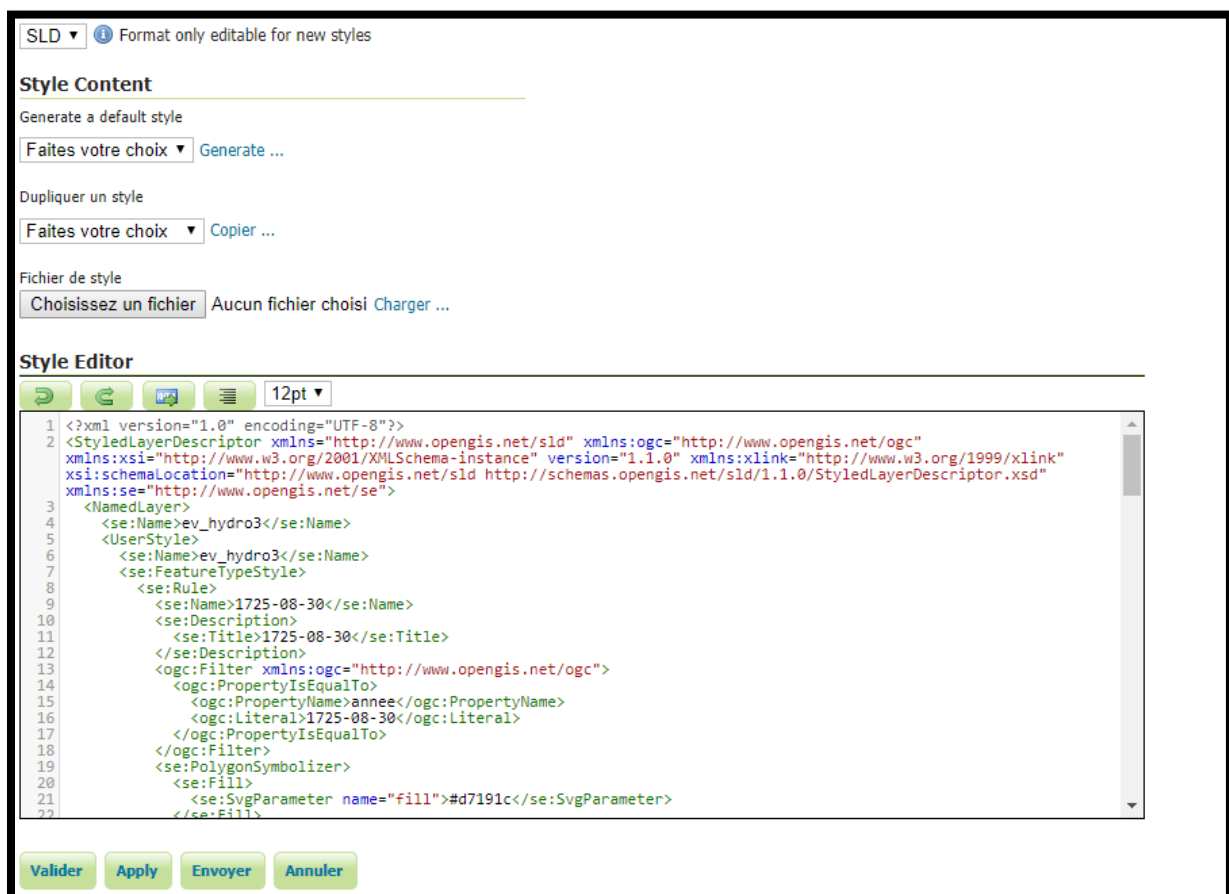 SLD ▼ Format only editable for new styles
Style Content
Generate a default style
Faites votre choix ▼ Generate ...
Dupliquer un style
Faites votre choix ▼ Copier ...
Fichier de style
Choisissez un fichier Aucun fichier choisi Charger ...
Style Editor
12pt ▼
1 <?xml version="1.0" encoding="UTF-8"?>
2 <StyledLayerDescriptor xmlns="http://www.opengis.net/sld" xmlns:ogc="http://www.opengis.net/ogc"
xmlns:xsi="http://www.w3.org/2001/XMLSchema-instance" version="1.1.0" xmlns:xlink="http://www.w3.org/1999/xlink"
xsi:schemaLocation="http://www.opengis.net/sld http://schemas.opengis.net/sld/1.1.0/StyledLayerDescriptor.xsd"
xmlns:se="http://www.opengis.net/se">
3 <NamedLayer>
4 <se:Name>ev_hydro3</se:Name>
5 <UserStyle>
6 <se:Name>ev_hydro3</se:Name>
7 <se:FeatureTypeStyle>
8 <se:Rule>
9 <se:Name>1725-08-30</se:Name>
10 <se:Description>
11 <se:Title>1725-08-30</se:Title>
12 </se:Description>
13 <ogc:Filter xmlns:ogc="http://www.opengis.net/ogc">
14 <ogc:PropertyIsEqualTo>
15 <ogc:PropertyName>annee</ogc:PropertyName>
16 <ogc:Literal>1725-08-30</ogc:Literal>
17 </ogc:PropertyIsEqualTo>
18 </ogc:Filter>
19 <se:PolygonSymbolizer>
20 <se:Fill>
21 <se:SvgParameter name="fill">#d7191c</se:SvgParameter>
22 </se:Fill>
Valider Apply Envoyer Annuler